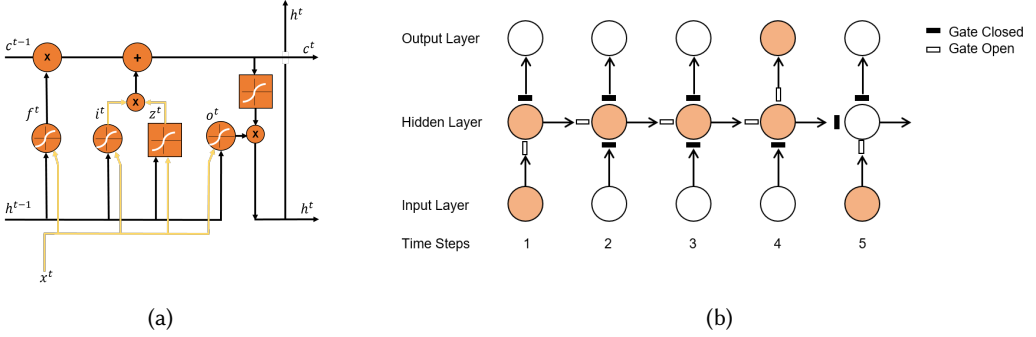 h^t
c^{t-1}
c^t
x
+
x
f^t
i^t
z^t
o^t
x
h^{t-1}
h^t
x^t
(a)
Output Layer
Gate Closed
Gate Open
Hidden Layer
Input Layer
Time Steps 1 2 3 4 5
(b)